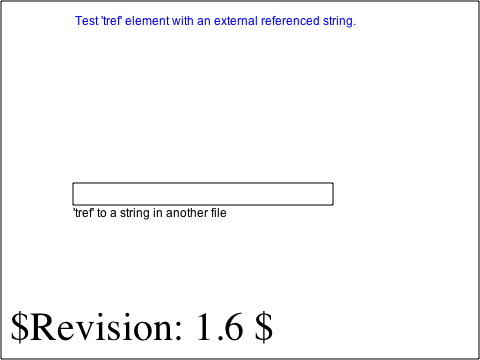 Test 'tref' element with an external referenced string.
'tref' to a string in another file
$Revision: 1.6 $